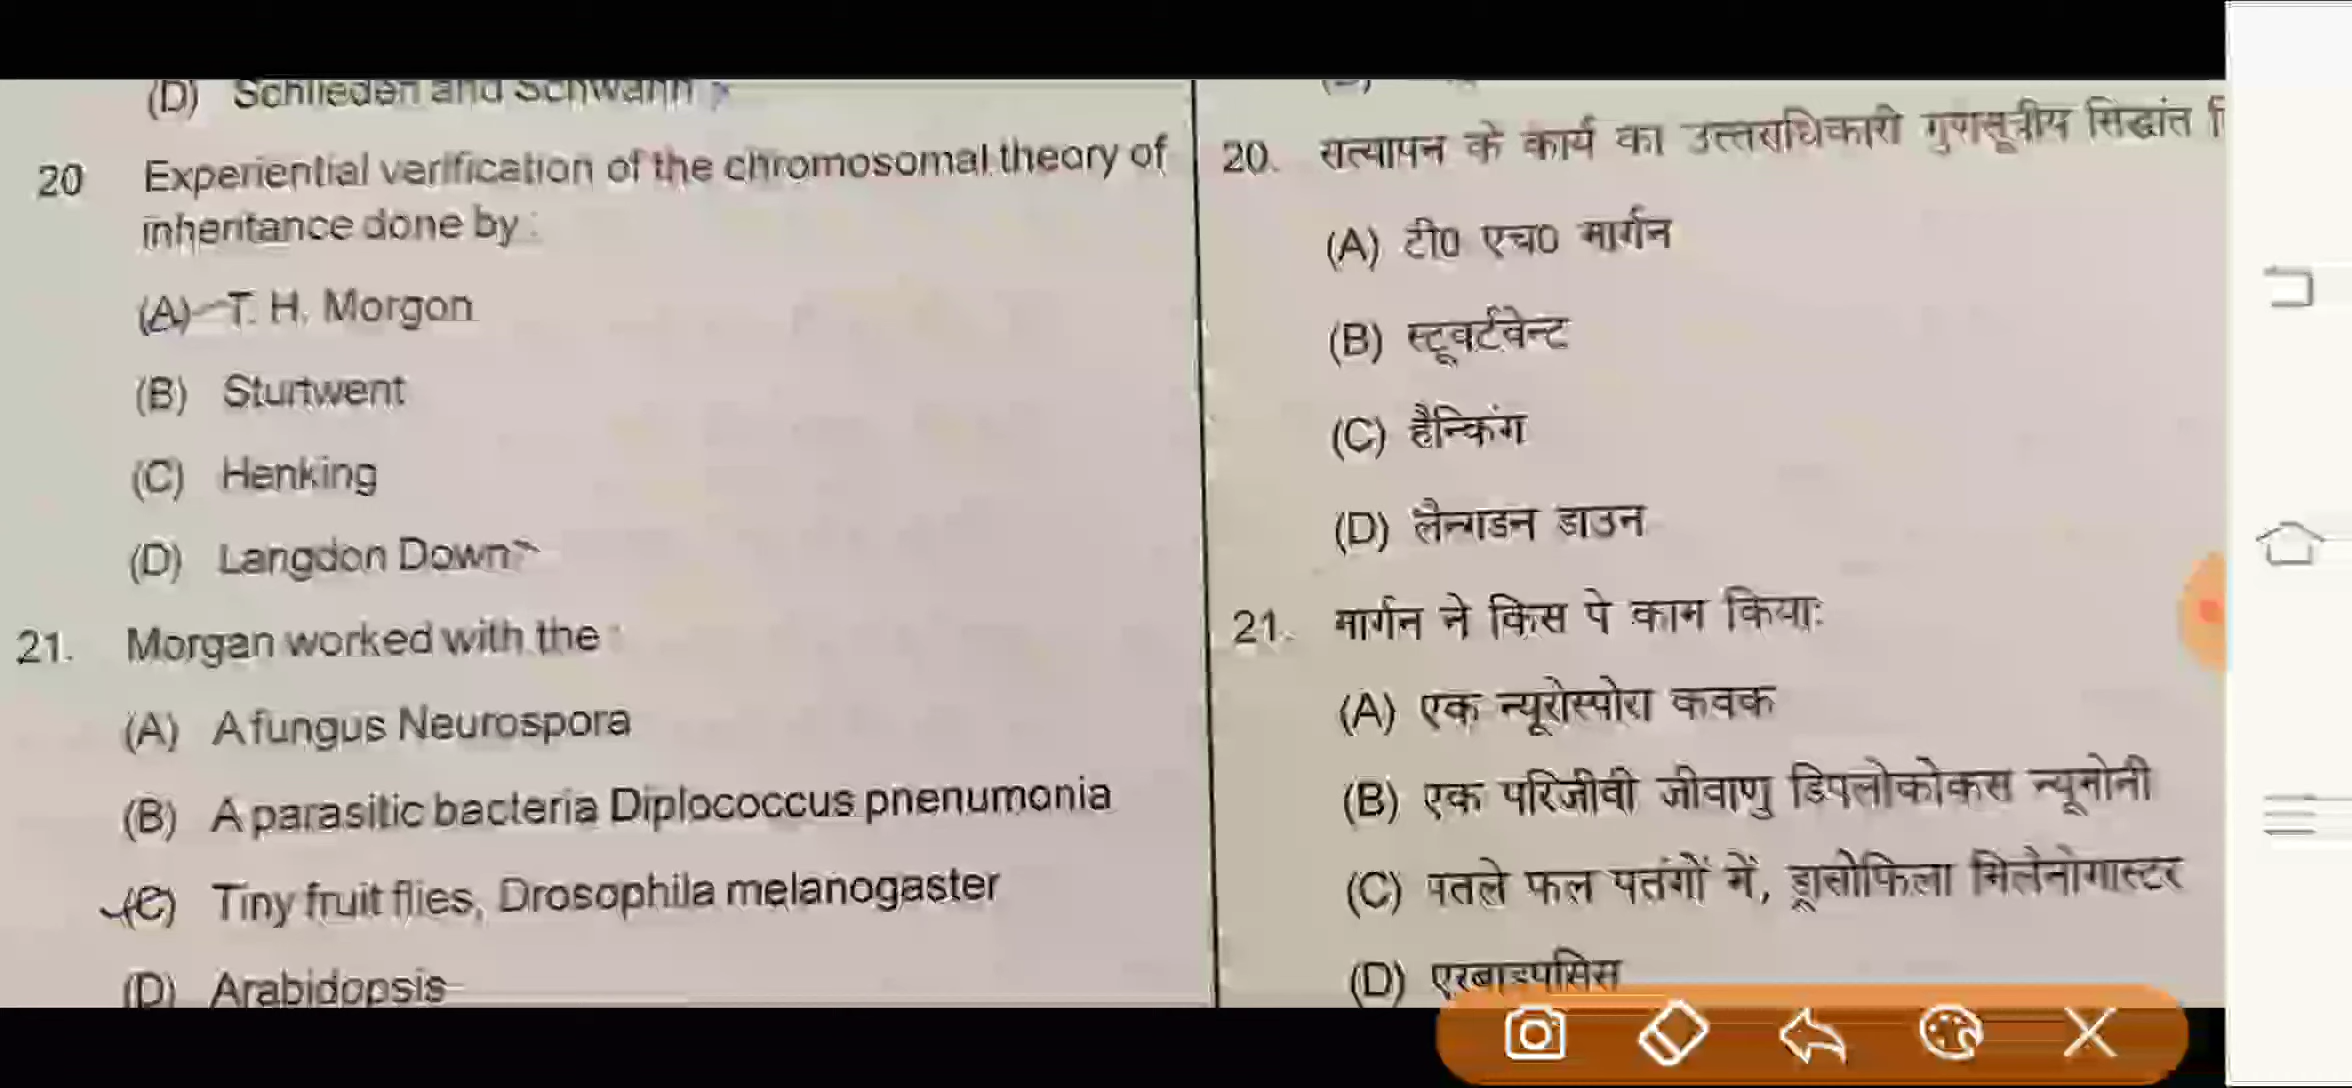 (D) Schlieden and Schwann
20 Experiential verification of the chromosomal theory of
inheritance done by :
(A) T. H. Morgon
(B) Sturtwent
(C) Henking
(D) Langdon Down
21. Morgan worked with the :
(A) A fungus Neurospora
(B) A parasitic bacteria Diplococcus pnenumonia
(C) Tiny fruit flies, Drosophila melanogaster
(D) Arabidopsis
20. सत्यापन के कार्य का उत्तराधिकारी गुणसूत्रीय सिद्धांत
(A) टी0 एच0 मार्गन
(B) स्टूवर्टवेन्ट
(C) हैन्किंग
(D) लैन्गडन डाउन
21. मार्गन ने किस पे काम कियाः
(A) एक न्यूरोस्पोरा कवक
(B) एक परिजीवी जीवाणु डिपलोकोकस न्यूनोनी
(C) पतले फल पतंगों में, ड्रासोफिला मिलेनोगास्टर
(D) एरबाडपसिस